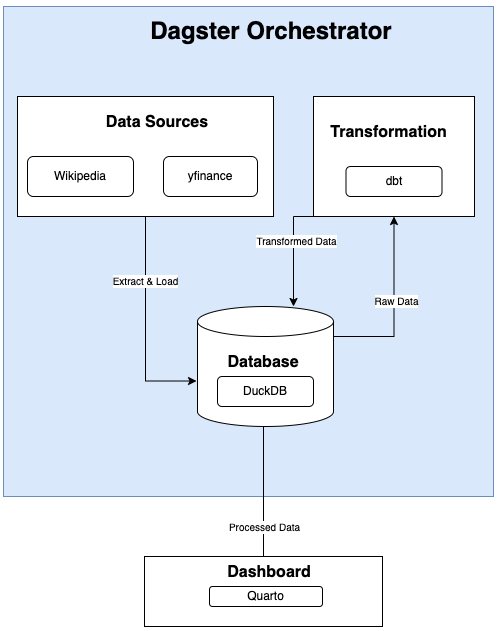 Dagster Orchestrator
Data Sources
Wikipedia
yfinance
Transformation
dbt
Transformed Data
Extract & Load
Raw Data
Database
DuckDB
Processed Data
Dashboard
Quarto